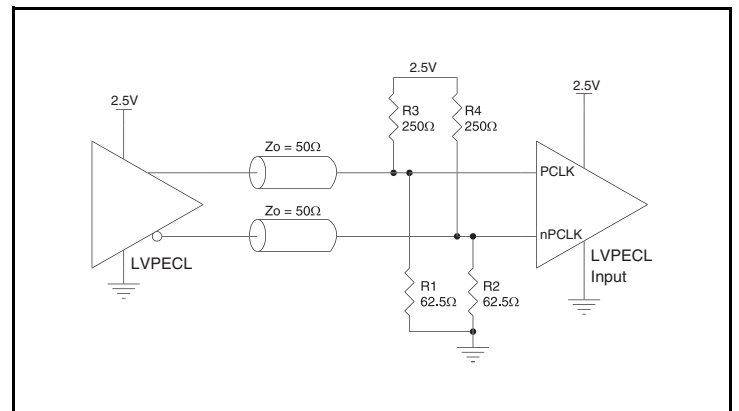 2.5V
2.5V
2.5V
R3
250Ω
R4
250Ω
Zo = 50Ω
PCLK
Zo = 50Ω
nPCLK
LVPECL
LVPECL
Input
R1
62.5Ω
R2
62.5Ω